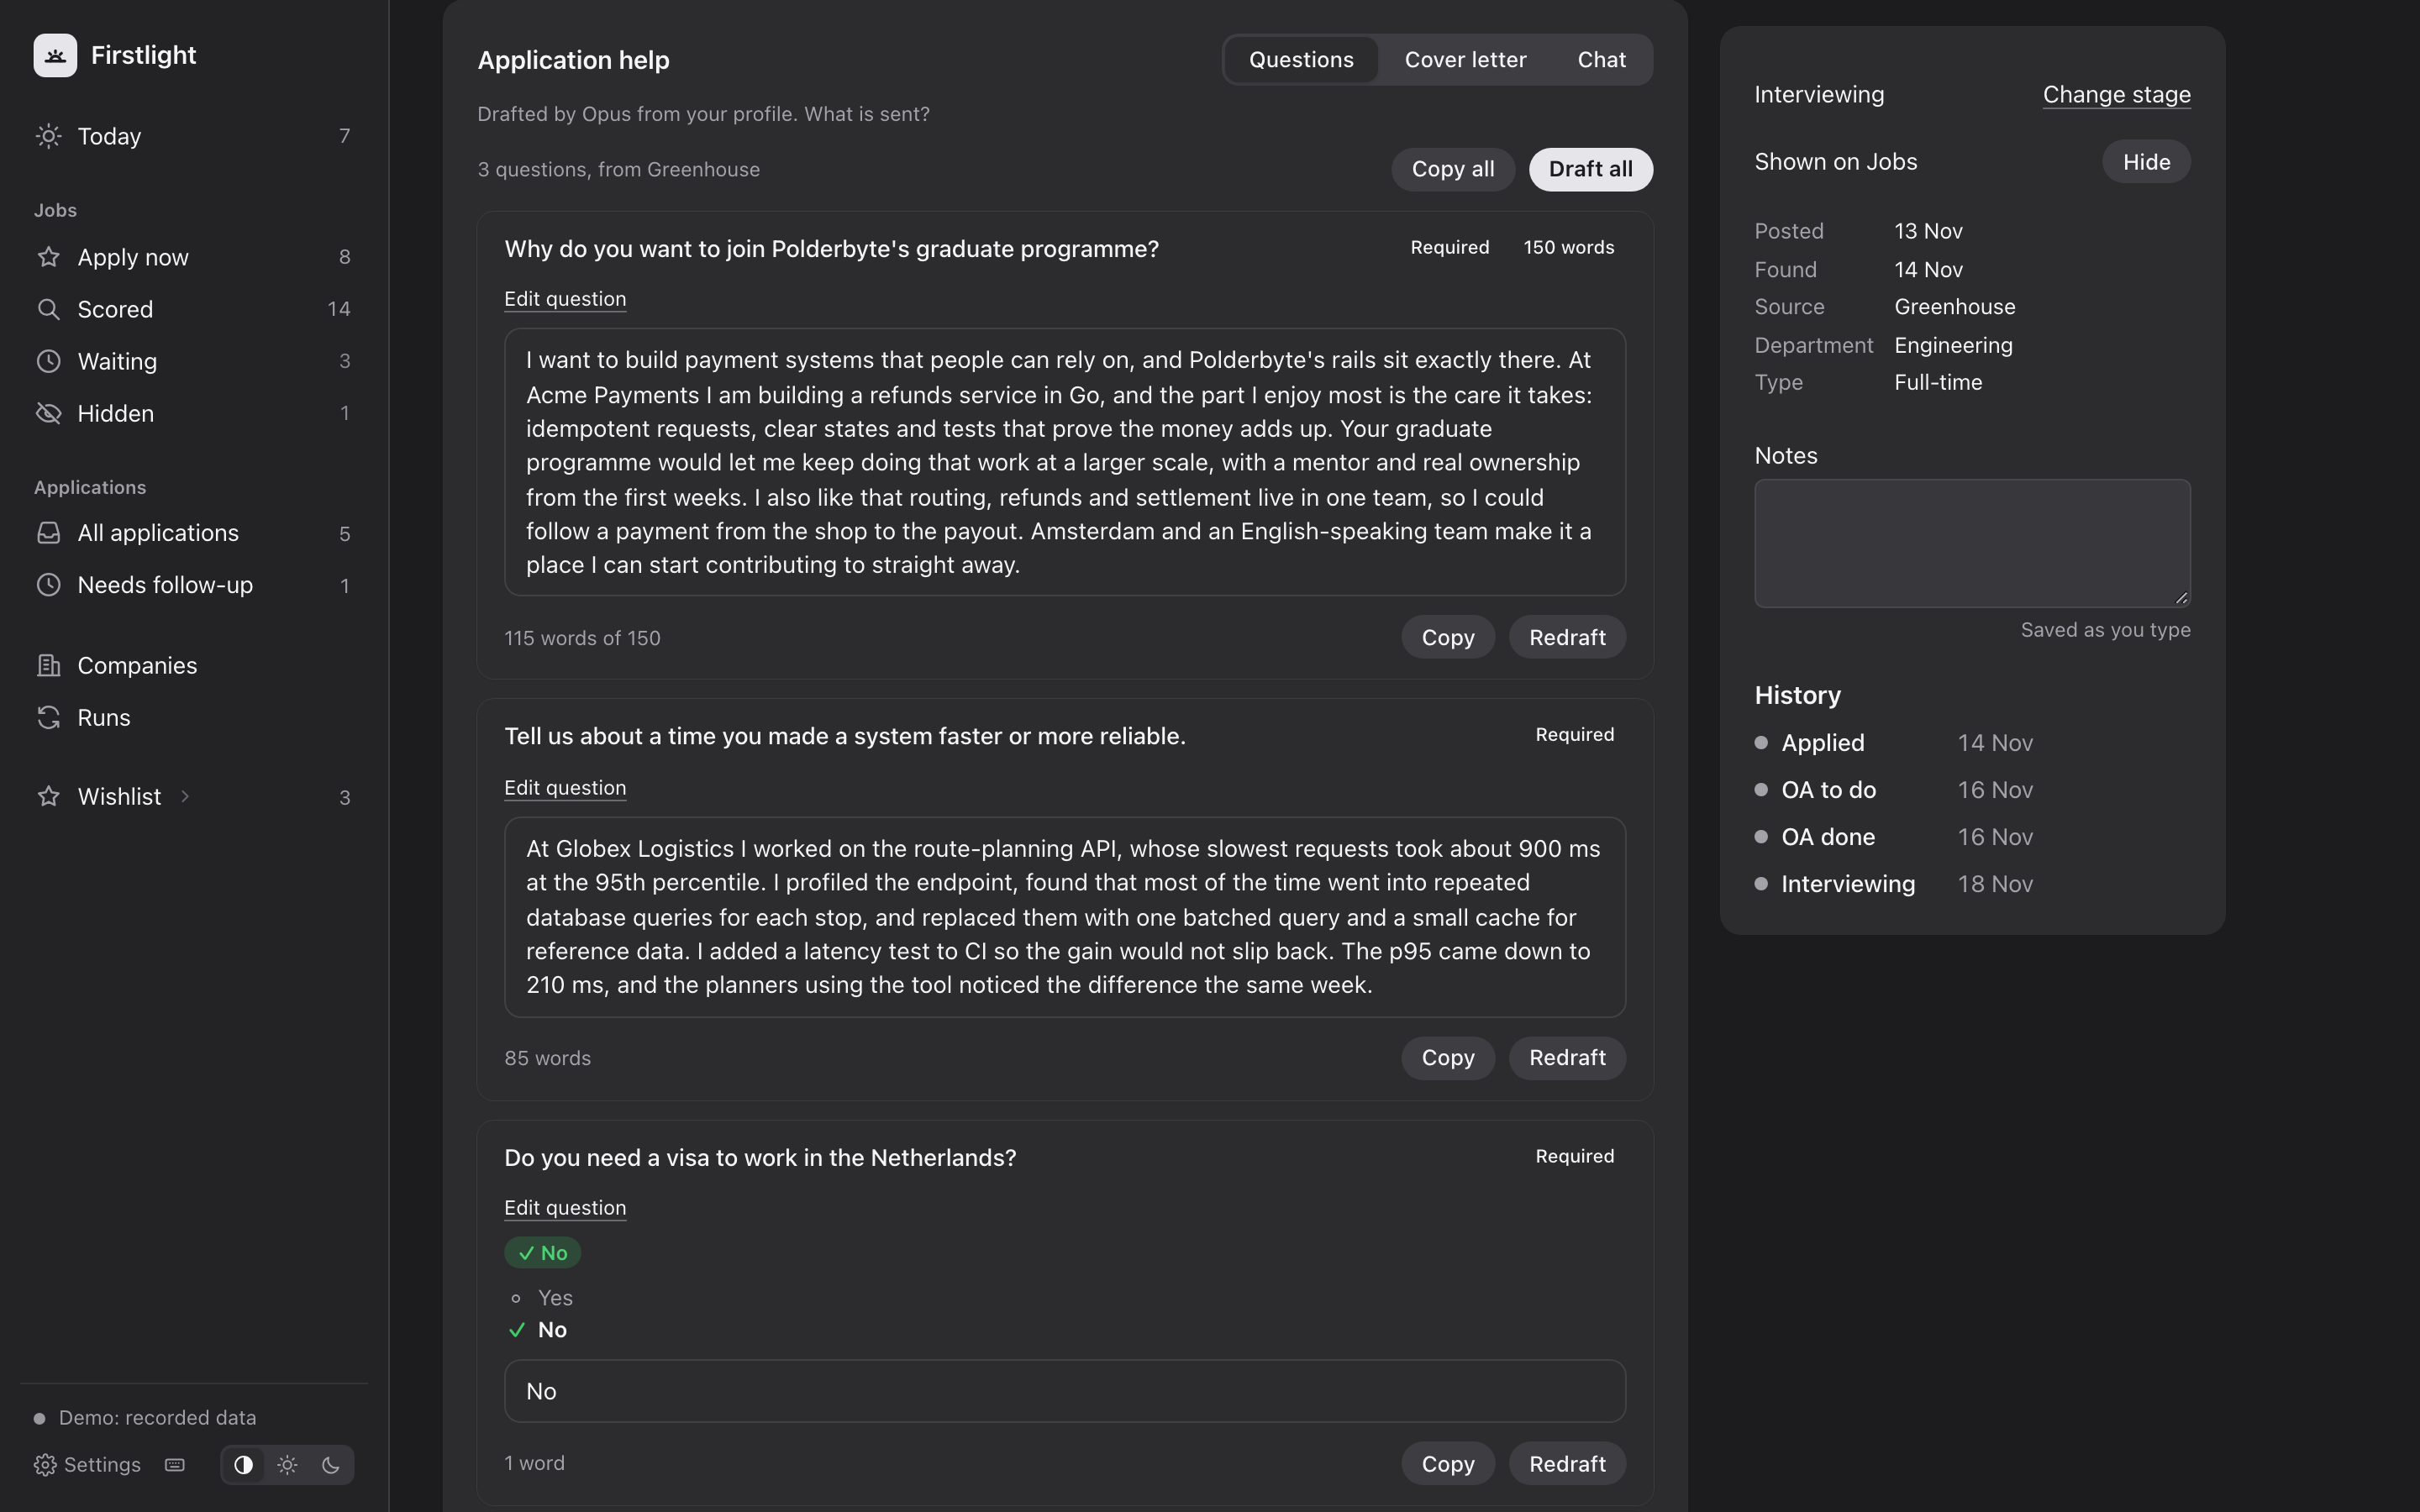 Firstlight
Today 7
Jobs
Apply now 8
Scored 14
Waiting 3
Hidden 1
Applications
All applications 5
Needs follow-up 1
Companies
Runs
Wishlist 3
Demo: recorded data
Settings
Application help
Questions Cover letter Chat
Drafted by Opus from your profile. What is sent?
3 questions, from Greenhouse
Copy all Draft all
Why do you want to join Polderbyte's graduate programme? Required 150 words
Edit question
I want to build payment systems that people can rely on, and Polderbyte's rails sit exactly there. At
Acme Payments I am building a refunds service in Go, and the part I enjoy most is the care it takes:
idempotent requests, clear states and tests that prove the money adds up. Your graduate
programme would let me keep doing that work at a larger scale, with a mentor and real ownership
from the first weeks. I also like that routing, refunds and settlement live in one team, so I could
follow a payment from the shop to the payout. Amsterdam and an English-speaking team make it a
place I can start contributing to straight away.
115 words of 150 Copy Redraft
Tell us about a time you made a system faster or more reliable. Required
Edit question
At Globex Logistics I worked on the route-planning API, whose slowest requests took about 900 ms
at the 95th percentile. I profiled the endpoint, found that most of the time went into repeated
database queries for each stop, and replaced them with one batched query and a small cache for
reference data. I added a latency test to CI so the gain would not slip back. The p95 came down to
210 ms, and the planners using the tool noticed the difference the same week.
85 words Copy Redraft
Do you need a visa to work in the Netherlands? Required
Edit question
No
Yes
No
No
1 word Copy Redraft
Interviewing Change stage
Shown on Jobs Hide
Posted 13 Nov
Found 14 Nov
Source Greenhouse
Department Engineering
Type Full-time
Notes
Saved as you type
History
Applied 14 Nov
OA to do 16 Nov
OA done 16 Nov
Interviewing 18 Nov